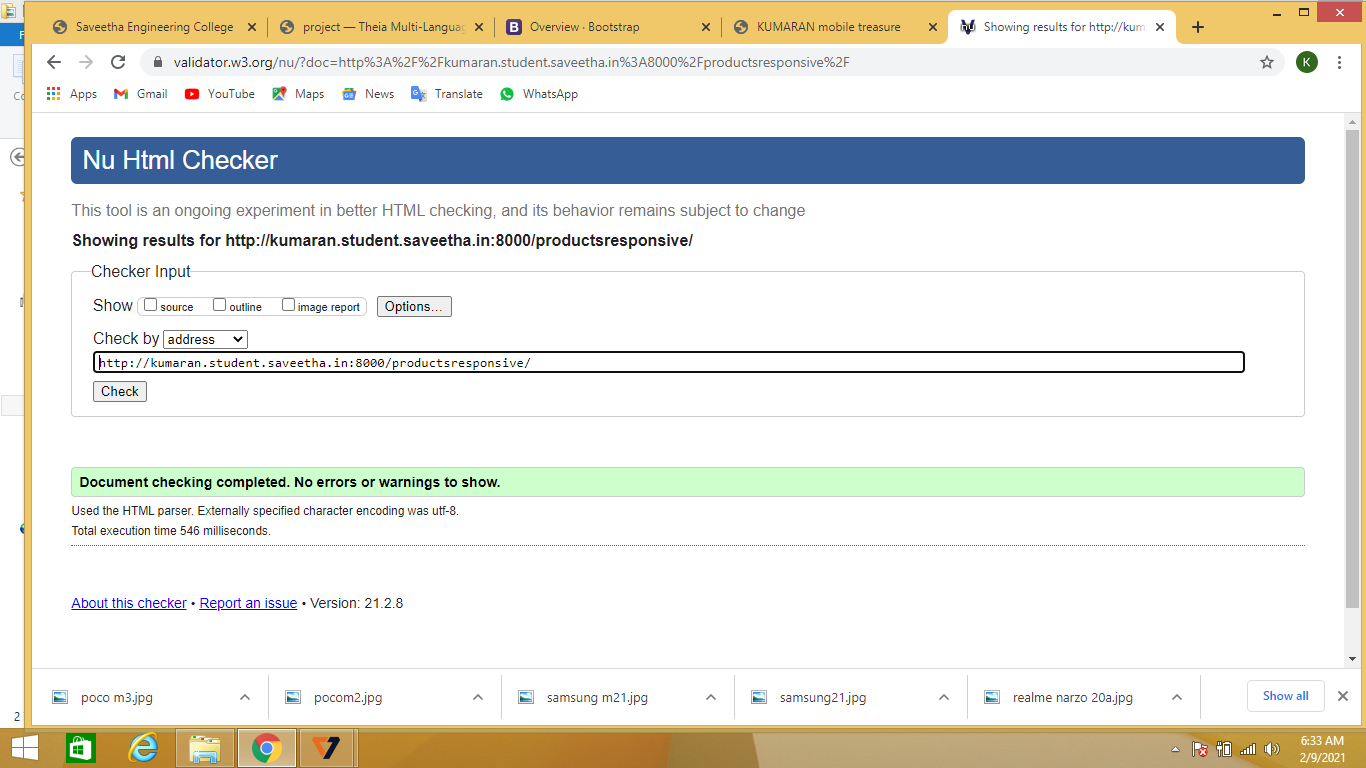 Saveetha Engineering College
project — Theia Multi-Languag
Overview · Bootstrap
KUMARAN mobile treasure
Showing results for http://kum
validator.w3.org/nu/?doc=http%3A%2F%2Fkumaran.student.saveetha.in%3A8000%2Fproductsresponsive%2F
K
Apps
Gmail
YouTube
Maps
News
Translate
WhatsApp
Nu Html Checker
This tool is an ongoing experiment in better HTML checking, and its behavior remains subject to change
Showing results for http://kumaran.student.saveetha.in:8000/productsresponsive/
Checker Input
Show source outline image report Options...
Check by address
http://kumaran.student.saveetha.in:8000/productsresponsive/
Check
Document checking completed. No errors or warnings to show.
Used the HTML parser. Externally specified character encoding was utf-8.
Total execution time 546 milliseconds.
About this checker • Report an issue • Version: 21.2.8
poco m3.jpg
pocom2.jpg
samsung m21.jpg
samsung21.jpg
realme narzo 20a.jpg
Show all
2
6:33 AM
2/9/2021